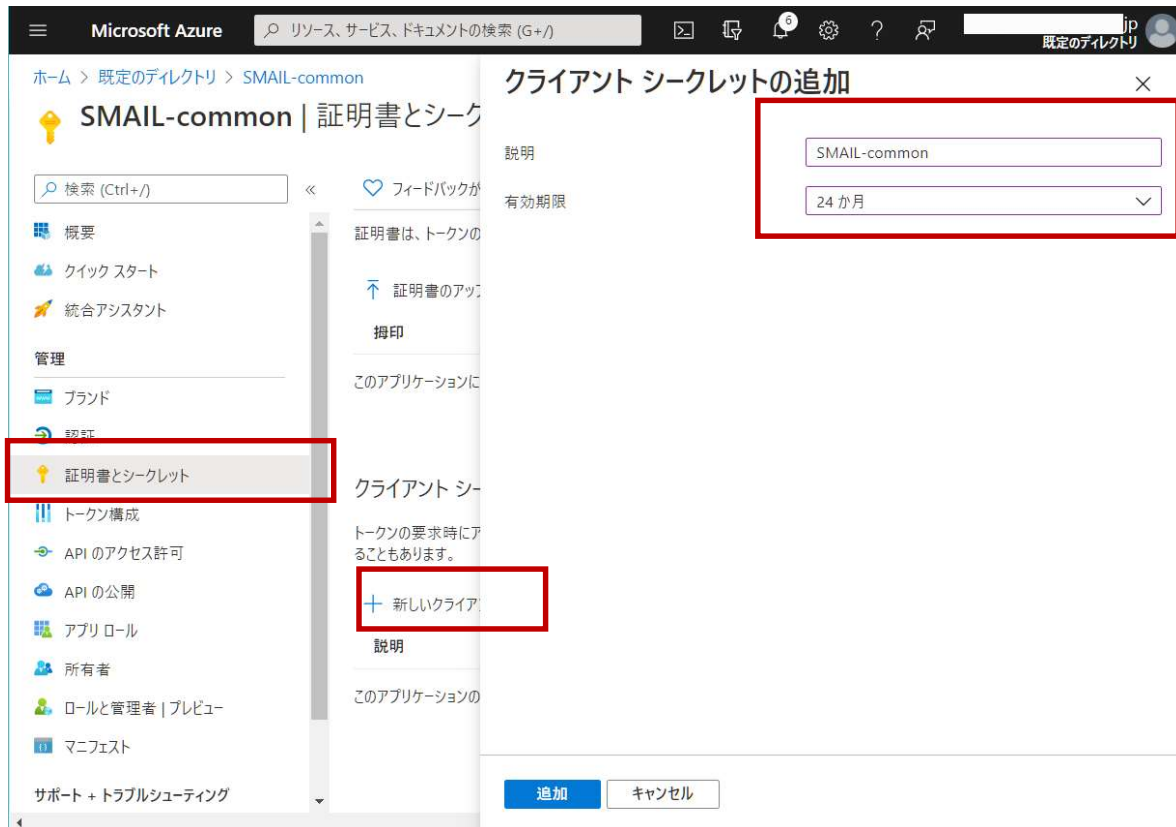 Microsoft Azure
リソース、サービス、ドキュメントの検索 (G+/)
6
jp
既定のディレクトリ
ホーム > 既定のディレクトリ > SMAIL-common
SMAIL-common | 証明書とシーク
検索 (Ctrl+/)
«
概要
クイック スタート
統合アシスタント
管理
ブランド
認証
証明書とシークレット
トークン構成
API のアクセス許可
API の公開
アプリ ロール
所有者
ロールと管理者 | プレビュー
マニフェスト
サポート + トラブルシューティング
フィードバックが
証明書は、トークンの
証明書のアップ
拇印
このアプリケーションに
クライアント シー
トークンの要求時にア
ることもあります。
新しいクライア
説明
このアプリケーションの
クライアント シークレットの追加
説明
SMAIL-common
有効期限
24 か月
追加
キャンセル